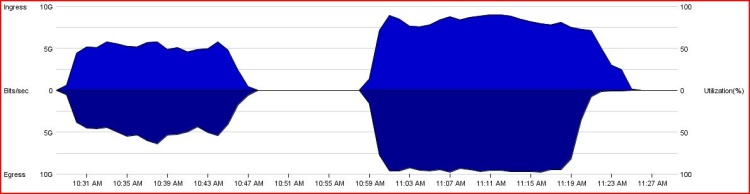 Ingress 10G 100
5G 50
Bits/sec 0 0 Utilization(%)
5G 50
Egress 10G 100
10:31 AM 10:35 AM 10:39 AM 10:43 AM 10:47 AM 10:51 AM 10:55 AM 10:59 AM 11:03 AM 11:07 AM 11:11 AM 11:15 AM 11:19 AM 11:23 AM 11:27 AM